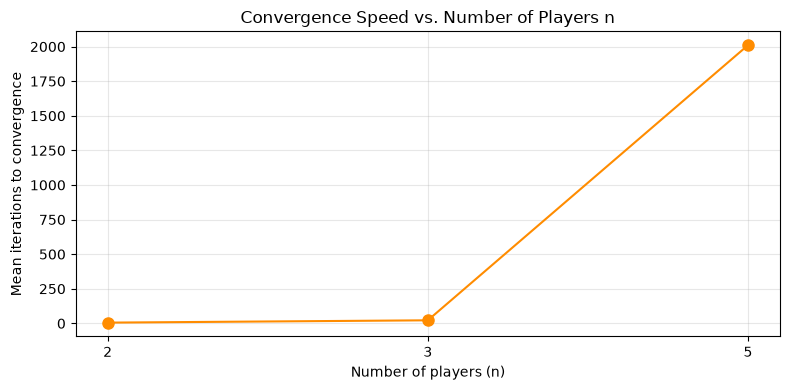 Convergence Speed vs. Number of Players n
Mean iterations to convergence
2000
1750
1500
1250
1000
750
500
250
0
2 3 5
Number of players (n)